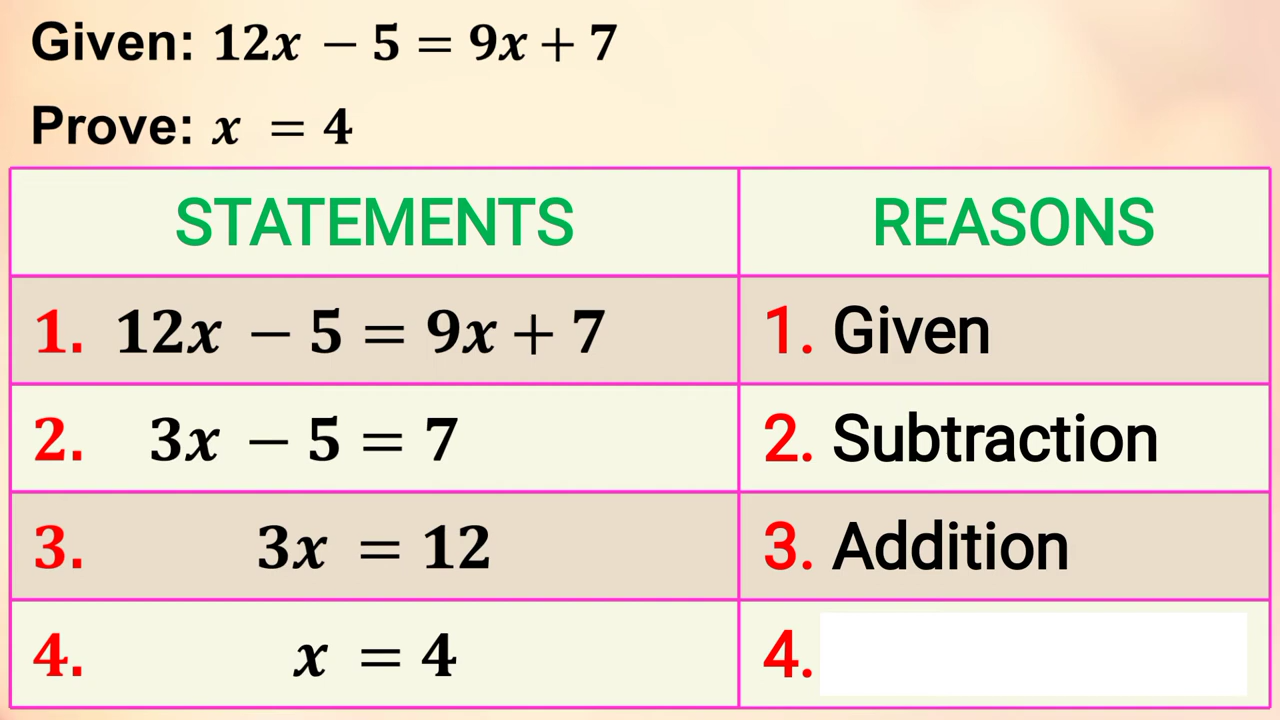 Given: 12x − 5 = 9x + 7
Prove: x = 4
STATEMENTS REASONS
1. 12x − 5 = 9x + 7 1. Given
2. 3x − 5 = 7 2. Subtraction
3. 3x = 12 3. Addition
4. x = 4 4.